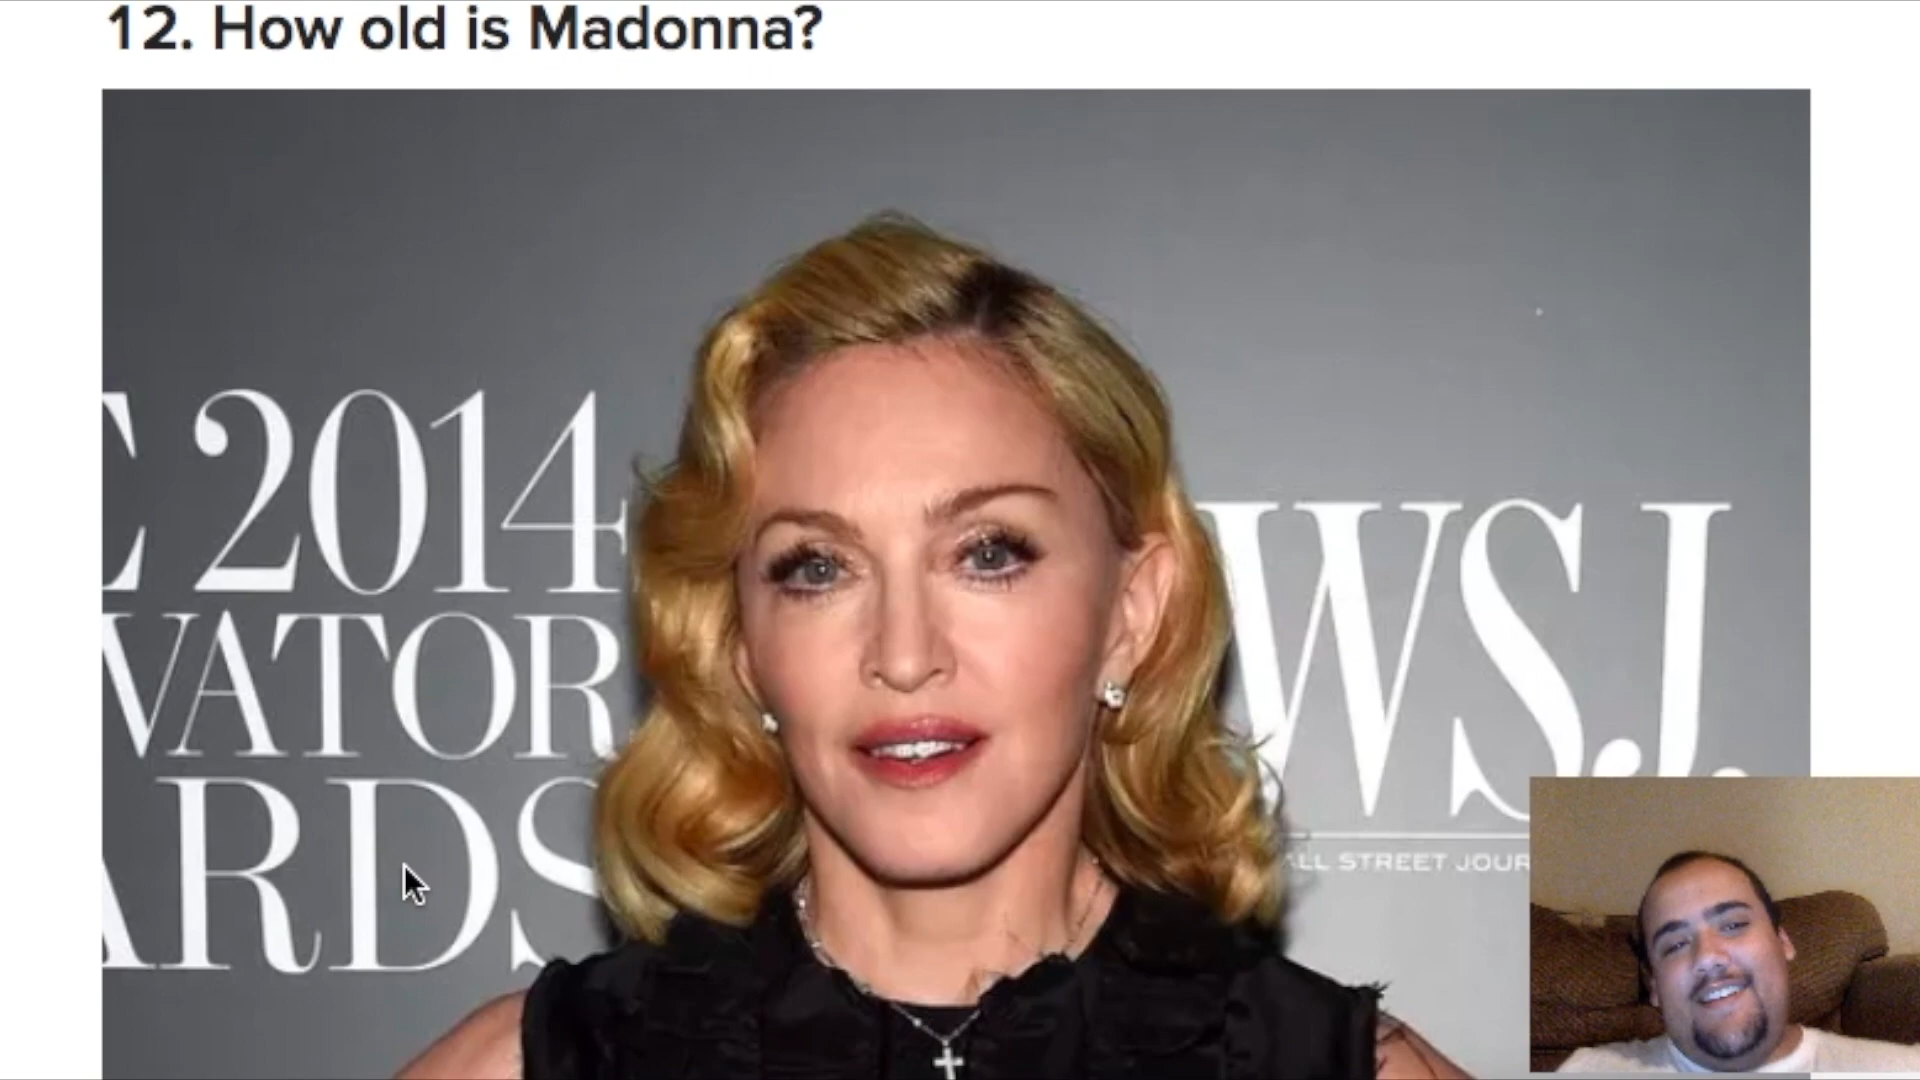 12. How old is Madonna?
E 2014
VATOR
ARDS
WSJ.
ALL STREET JOUR